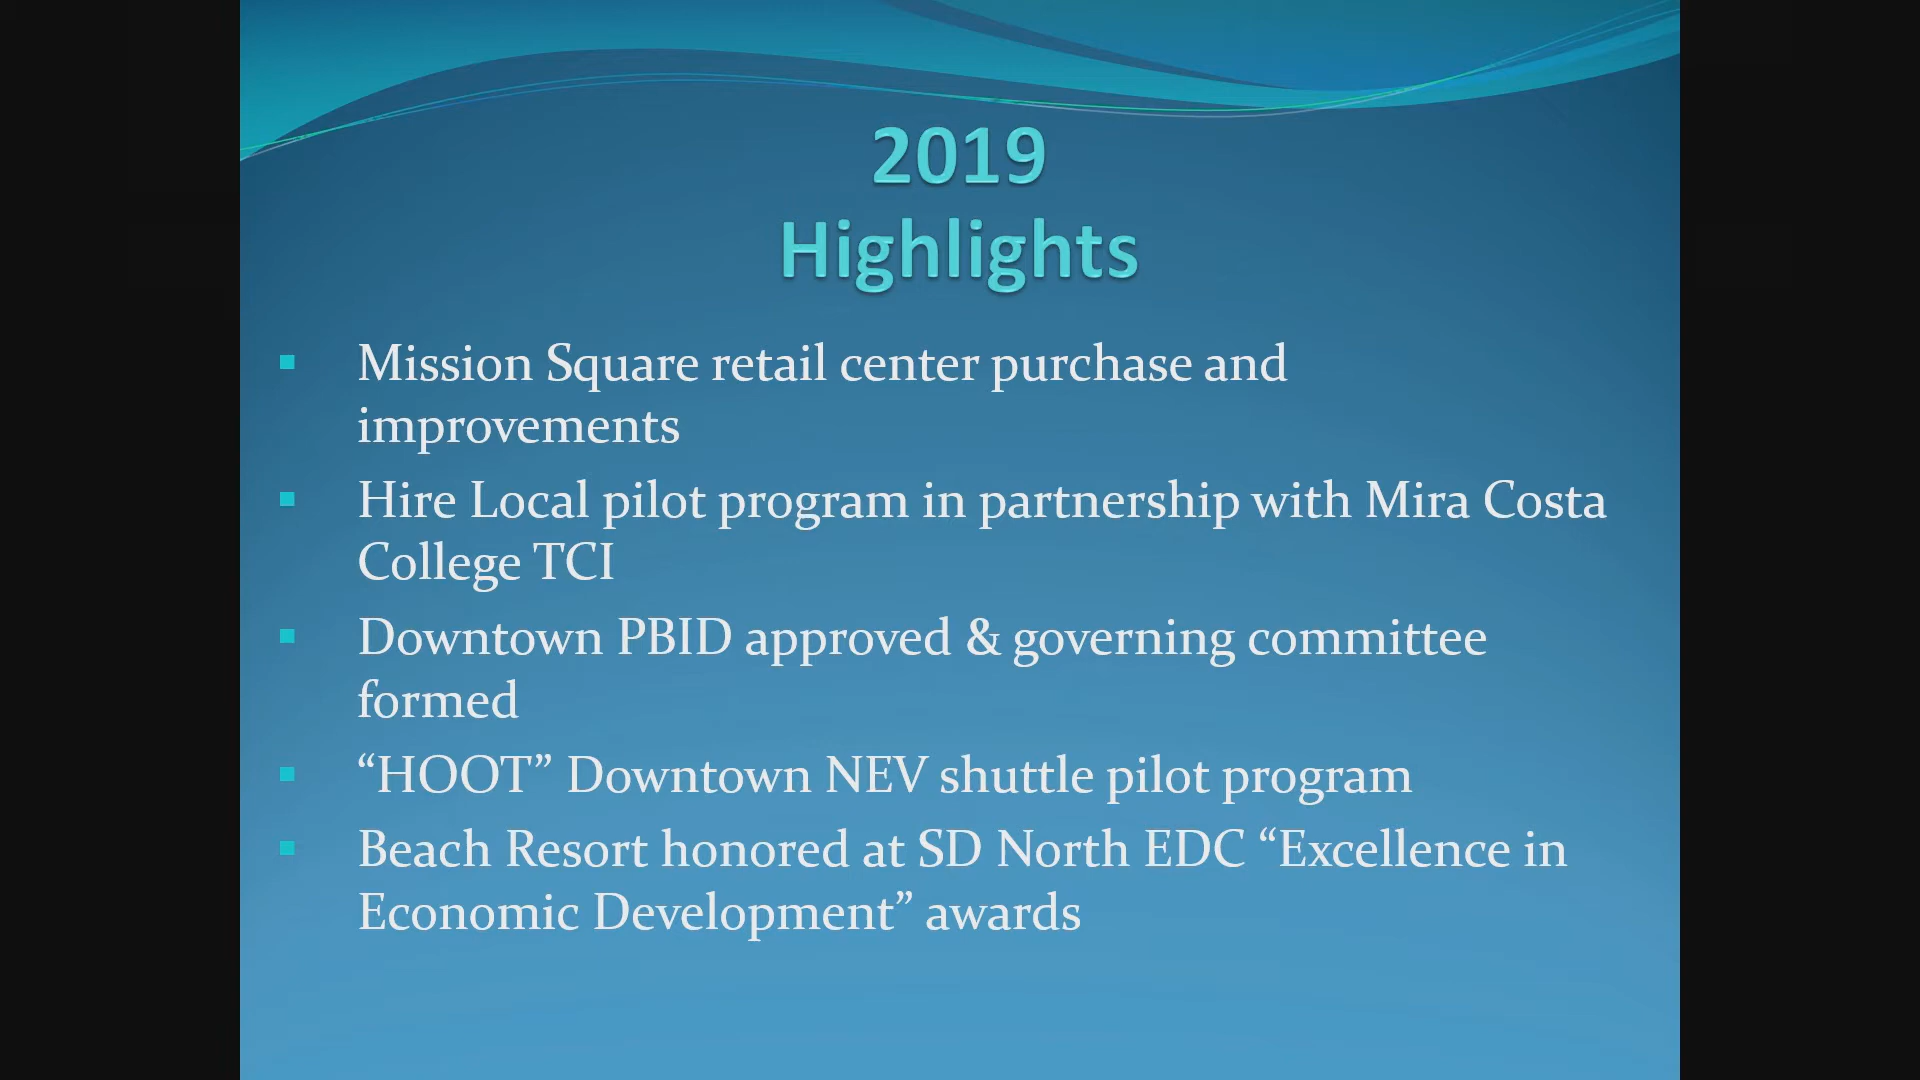 2019
Highlights
Mission Square retail center purchase and
improvements
Hire Local pilot program in partnership with Mira Costa
College TCI
Downtown PBID approved & governing committee
formed
“HOOT” Downtown NEV shuttle pilot program
Beach Resort honored at SD North EDC “Excellence in
Economic Development” awards